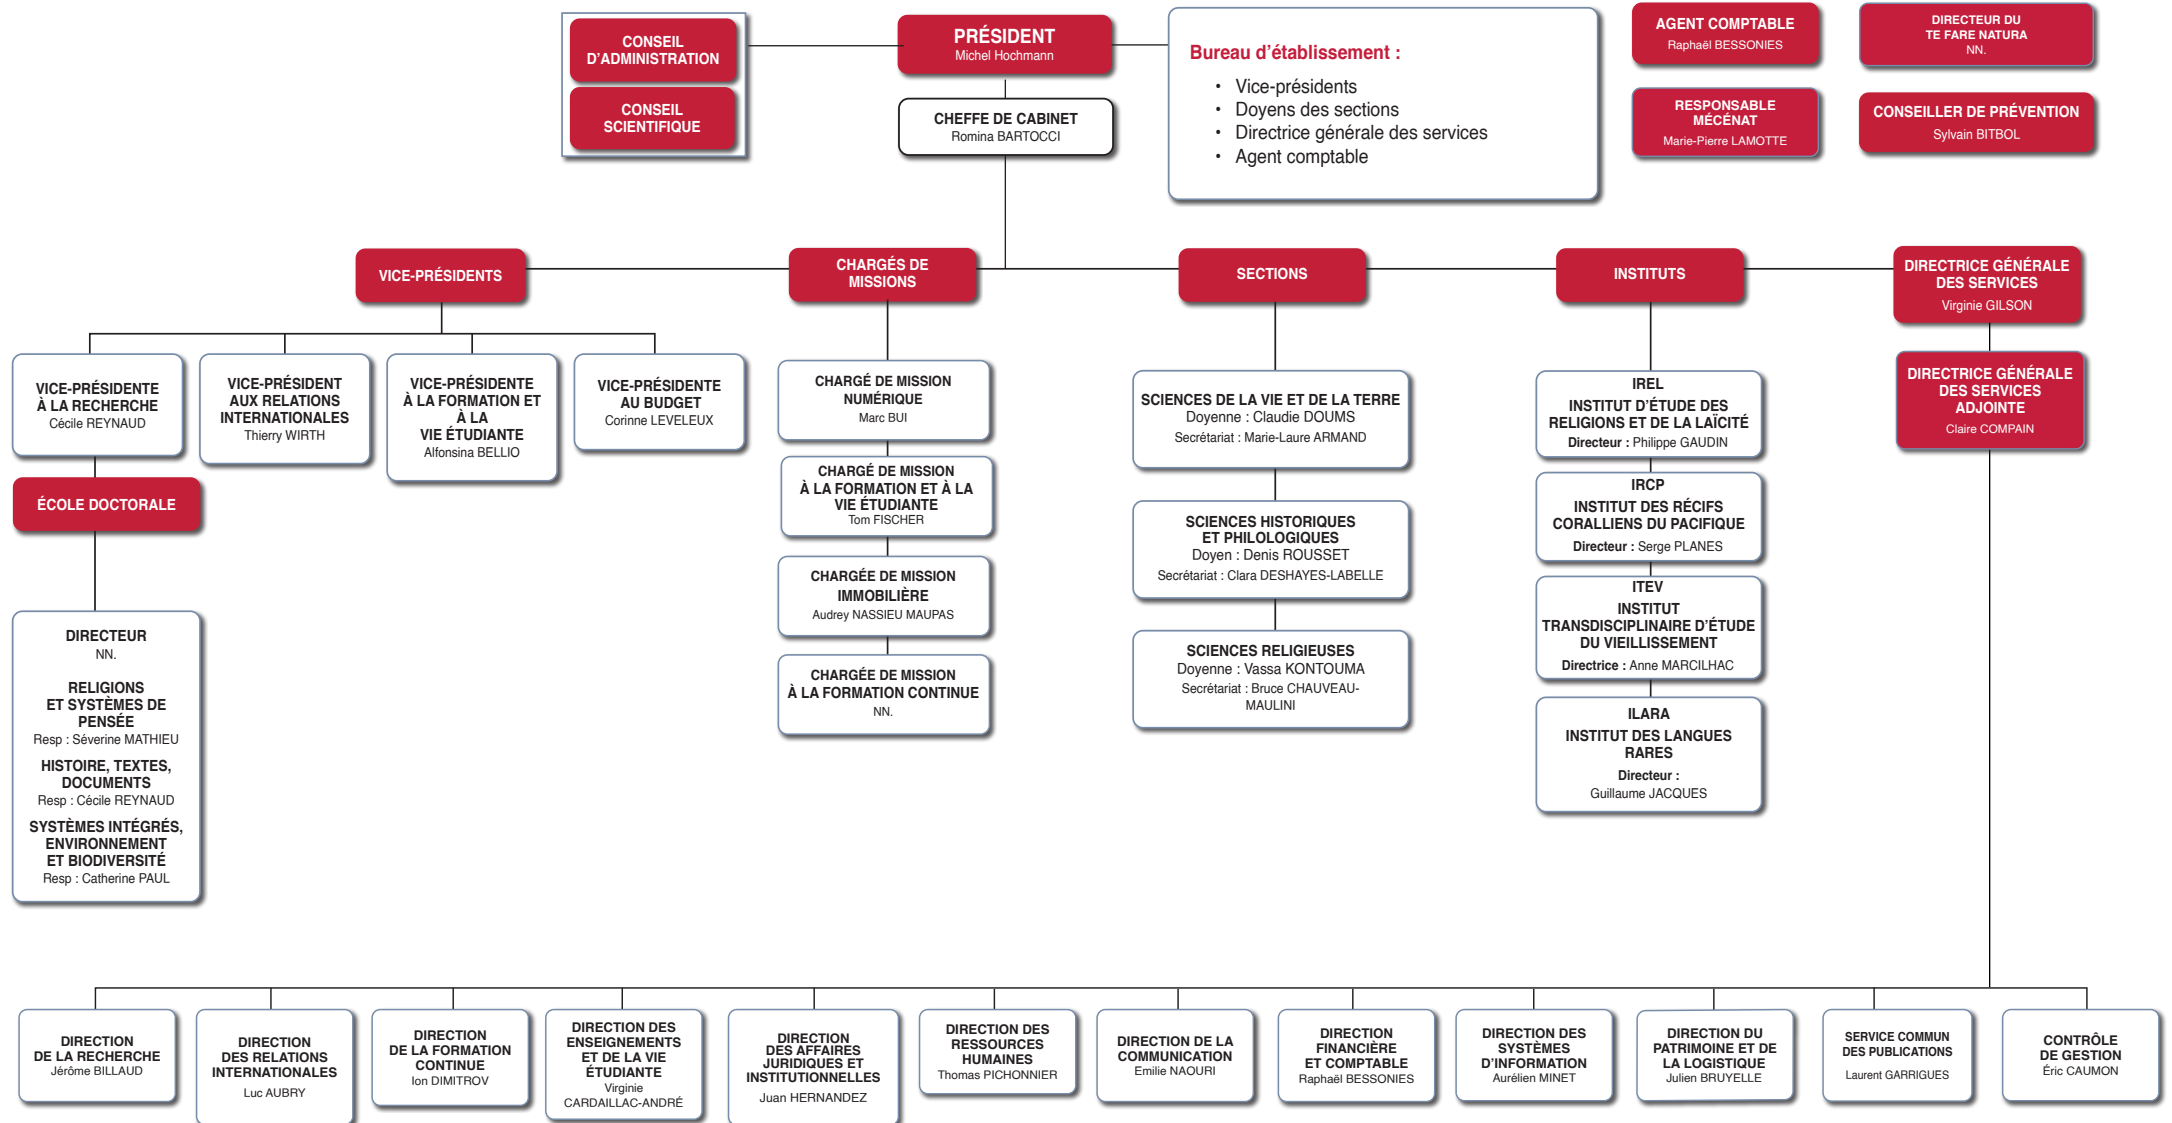 CONSEIL
D'ADMINISTRATION
CONSEIL
SCIENTIFIQUE
PRÉSIDENT
Michel Hochmann
CHEFFE DE CABINET
Romina BARTOCCI
Bureau d'établissement :
• Vice-présidents
• Doyens des sections
• Directrice générale des services
• Agent comptable
AGENT COMPTABLE
Raphaël BESSONIES
DIRECTEUR DU
TE FARE NATURA
NN.
RESPONSABLE
MÉCÉNAT
Marie-Pierre LAMOTTE
CONSEILLER DE PRÉVENTION
Sylvain BITBOL
VICE-PRÉSIDENTS
CHARGÉS DE
MISSIONS
SECTIONS
INSTITUTS
DIRECTRICE GÉNÉRALE
DES SERVICES
Virginie GILSON
VICE-PRÉSIDENTE
À LA RECHERCHE
Cécile REYNAUD
VICE-PRÉSIDENT
AUX RELATIONS
INTERNATIONALES
Thierry WIRTH
VICE-PRÉSIDENTE
À LA FORMATION ET
À LA
VIE ÉTUDIANTE
Alfonsina BELLIO
VICE-PRÉSIDENTE
AU BUDGET
Corinne LEVELEUX
ÉCOLE DOCTORALE
DIRECTEUR
NN.
RELIGIONS
ET SYSTÈMES DE
PENSÉE
Resp : Séverine MATHIEU
HISTOIRE, TEXTES,
DOCUMENTS
Resp : Cécile REYNAUD
SYSTÈMES INTÉGRÉS,
ENVIRONNEMENT
ET BIODIVERSITÉ
Resp : Catherine PAUL
CHARGÉ DE MISSION
NUMÉRIQUE
Marc BUI
CHARGÉ DE MISSION
À LA FORMATION ET À LA
VIE ÉTUDIANTE
Tom FISCHER
CHARGÉE DE MISSION
IMMOBILIÈRE
Audrey NASSIEU MAUPAS
CHARGÉE DE MISSION
À LA FORMATION CONTINUE
NN.
SCIENCES DE LA VIE ET DE LA TERRE
Doyenne : Claudie DOUMS
Secrétariat : Marie-Laure ARMAND
SCIENCES HISTORIQUES
ET PHILOLOGIQUES
Doyen : Denis ROUSSET
Secrétariat : Clara DESHAYES-LABELLE
SCIENCES RELIGIEUSES
Doyenne : Vassa KONTOUMA
Secrétariat : Bruce CHAUVEAU-
MAULINI
IREL
INSTITUT D'ÉTUDE DES
RELIGIONS ET DE LA LAÏCITÉ
Directeur : Philippe GAUDIN
IRCP
INSTITUT DES RÉCIFS
CORALLIENS DU PACIFIQUE
Directeur : Serge PLANES
ITEV
INSTITUT
TRANSDISCIPLINAIRE D'ÉTUDE
DU VIEILLISSEMENT
Directrice : Anne MARCILHAC
ILARA
INSTITUT DES LANGUES
RARES
Directeur :
Guillaume JACQUES
DIRECTRICE GÉNÉRALE
DES SERVICES
ADJOINTE
Claire COMPAIN
DIRECTION
DE LA RECHERCHE
Jérôme BILLAUD
DIRECTION
DES RELATIONS
INTERNATIONALES
Luc AUBRY
DIRECTION
DE LA FORMATION
CONTINUE
Ion DIMITROV
DIRECTION DES
ENSEIGNEMENTS
ET DE LA VIE
ÉTUDIANTE
Virginie
CARDAILLAC-ANDRÉ
DIRECTION
DES AFFAIRES
JURIDIQUES ET
INSTITUTIONNELLES
Juan HERNANDEZ
DIRECTION DES
RESSOURCES
HUMAINES
Thomas PICHONNIER
DIRECTION DE LA
COMMUNICATION
Emilie NAOURI
DIRECTION
FINANCIÈRE
ET COMPTABLE
Raphaël BESSONIES
DIRECTION DES
SYSTÈMES
D'INFORMATION
Aurélien MINET
DIRECTION DU
PATRIMOINE ET DE
LA LOGISTIQUE
Julien BRUYELLE
SERVICE COMMUN
DES PUBLICATIONS
Laurent GARRIGUES
CONTRÔLE
DE GESTION
Éric CAUMON